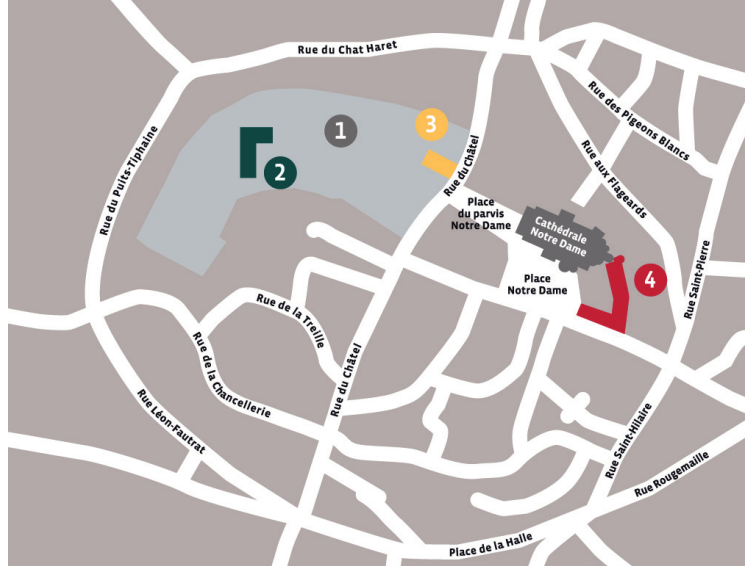 Rue du Chat Haret
1
3
2
Rue du Puits-Tiphaine
Rue du Châtel
Rue des Pigeons Blancs
Rue aux Flageards
Place
du parvis
Notre Dame
Cathédrale
Notre Dame
Place
Notre Dame
4
Rue Saint-Pierre
Rue de la Treille
Rue de la Chancellerie
Rue du Châtel
Rue Léon-Fautrat
Rue Saint-Hilaire
Rue Rougemaille
Place de la Halle